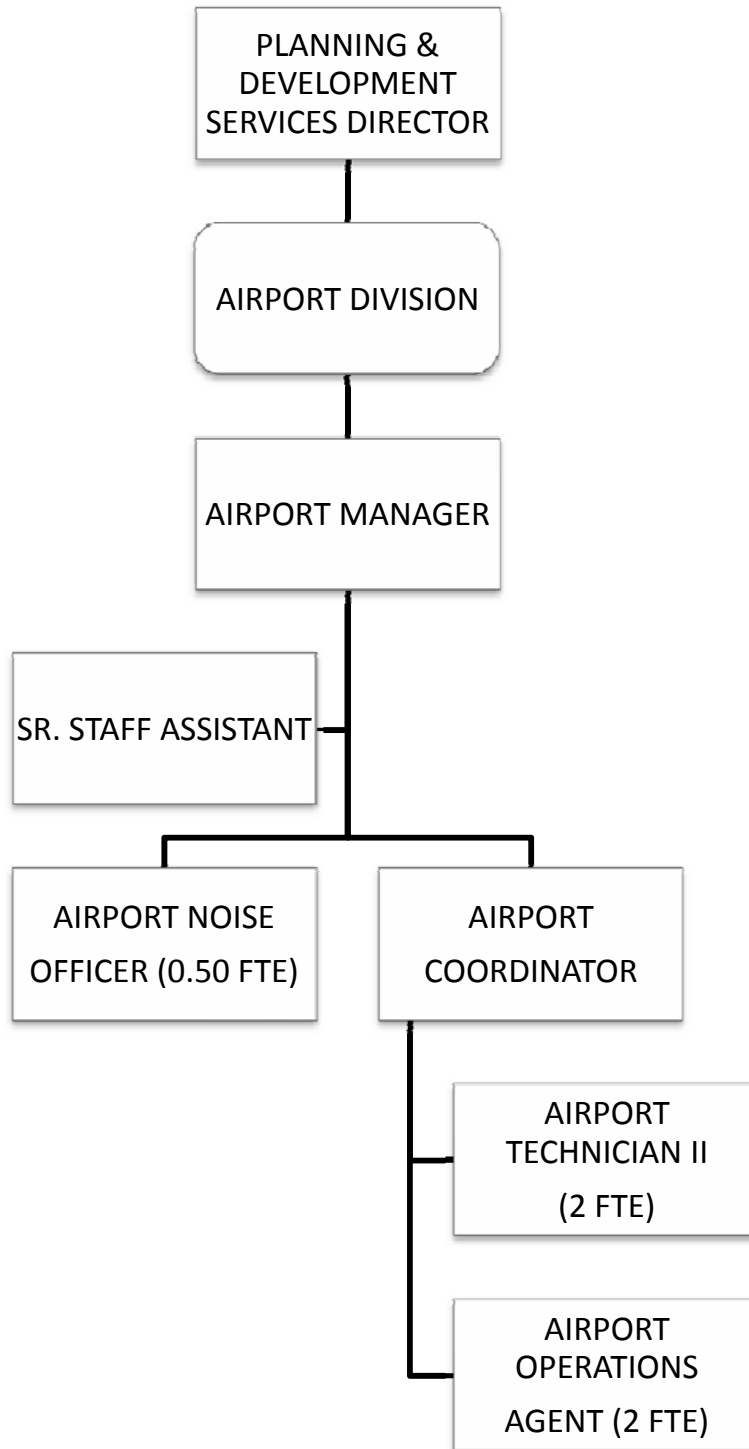 PLANNING &
DEVELOPMENT
SERVICES DIRECTOR
AIRPORT DIVISION
AIRPORT MANAGER
SR. STAFF ASSISTANT
AIRPORT NOISE
OFFICER (0.50 FTE)
AIRPORT
COORDINATOR
AIRPORT
TECHNICIAN II
(2 FTE)
AIRPORT
OPERATIONS
AGENT (2 FTE)